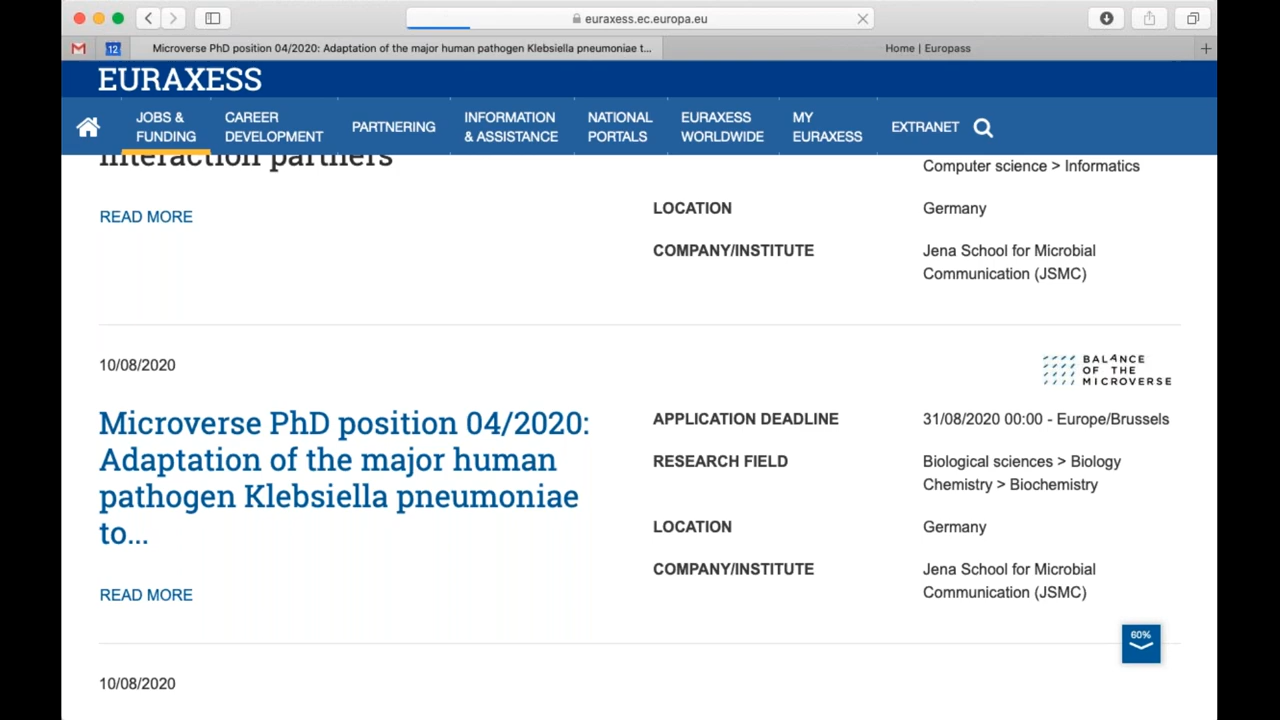 euraxess.ec.europa.eu
12
Microverse PhD position 04/2020: Adaptation of the major human pathogen Klebsiella pneumoniae t...
Home | Europass
EURAXESS
JOBS &
FUNDING
CAREER
DEVELOPMENT
PARTNERING
INFORMATION
& ASSISTANCE
NATIONAL
PORTALS
EURAXESS
WORLDWIDE
MY
EURAXESS
EXTRANET
interaction partners
Computer science > Informatics
READ MORE
LOCATION
Germany
COMPANY/INSTITUTE
Jena School for Microbial
Communication (JSMC)
10/08/2020
BALANCE
OF THE
MICROVERSE
Microverse PhD position 04/2020:
Adaptation of the major human
pathogen Klebsiella pneumoniae
to...
READ MORE
APPLICATION DEADLINE
31/08/2020 00:00 - Europe/Brussels
RESEARCH FIELD
Biological sciences > Biology
Chemistry > Biochemistry
LOCATION
Germany
COMPANY/INSTITUTE
Jena School for Microbial
Communication (JSMC)
60%
10/08/2020